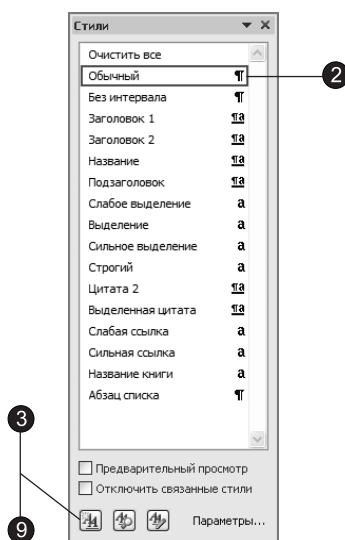 Стили
Очистить все
Обычный ¶
2
Без интервала ¶
Заголовок 1 ¶a
Заголовок 2 ¶a
Название ¶a
Подзаголовок ¶a
Слабое выделение a
Выделение a
Сильное выделение a
Строгий a
Цитата 2 ¶a
Выделенная цитата ¶a
Слабая ссылка a
Сильная ссылка a
Название книги a
Абзац списка ¶
3
Предварительный просмотр
Отключить связанные стили
Параметры...
9